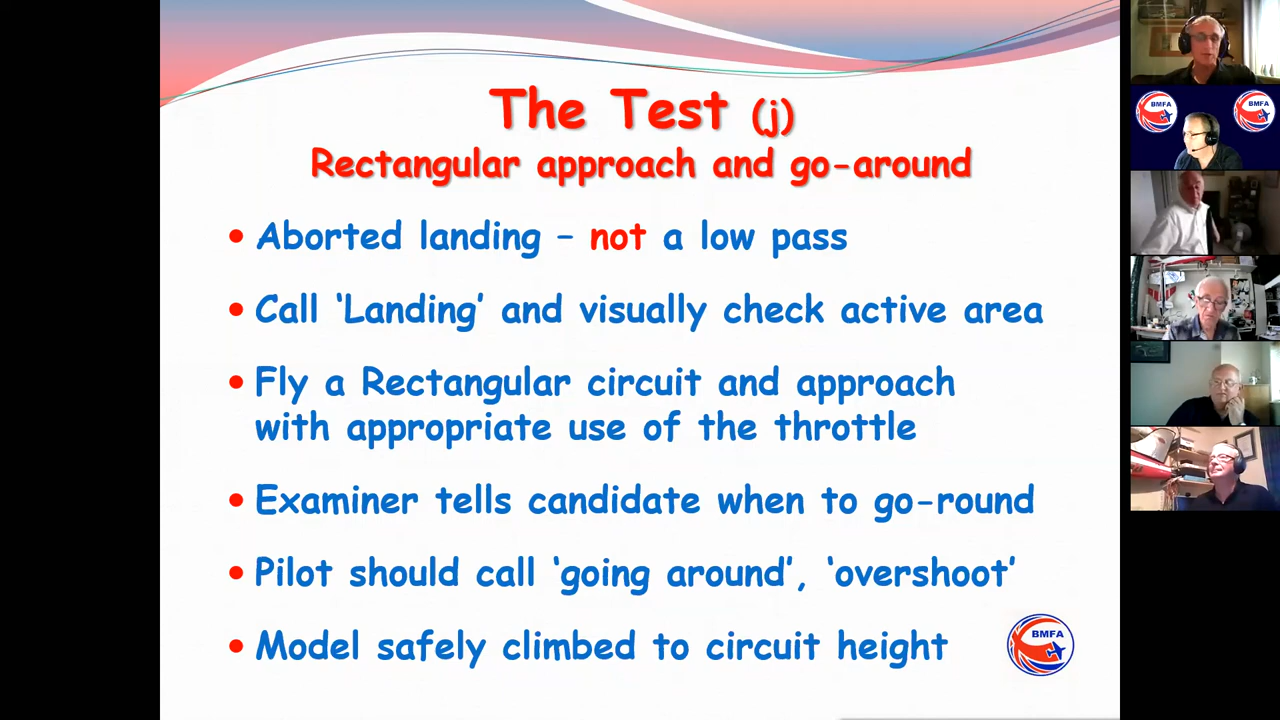 The Test (j)
Rectangular approach and go-around
• Aborted landing – not a low pass
• Call ‘Landing’ and visually check active area
• Fly a Rectangular circuit and approach
with appropriate use of the throttle
• Examiner tells candidate when to go-round
• Pilot should call ‘going around’, ‘overshoot’
• Model safely climbed to circuit height
BMFA
BMFA
BMFA